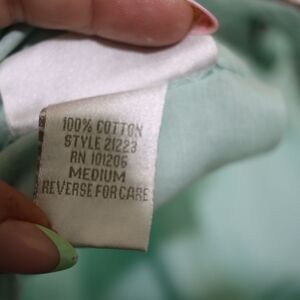 100% COTTON
STYLE 21223
RN 101206
MEDIUM
REVERSE FOR CARE